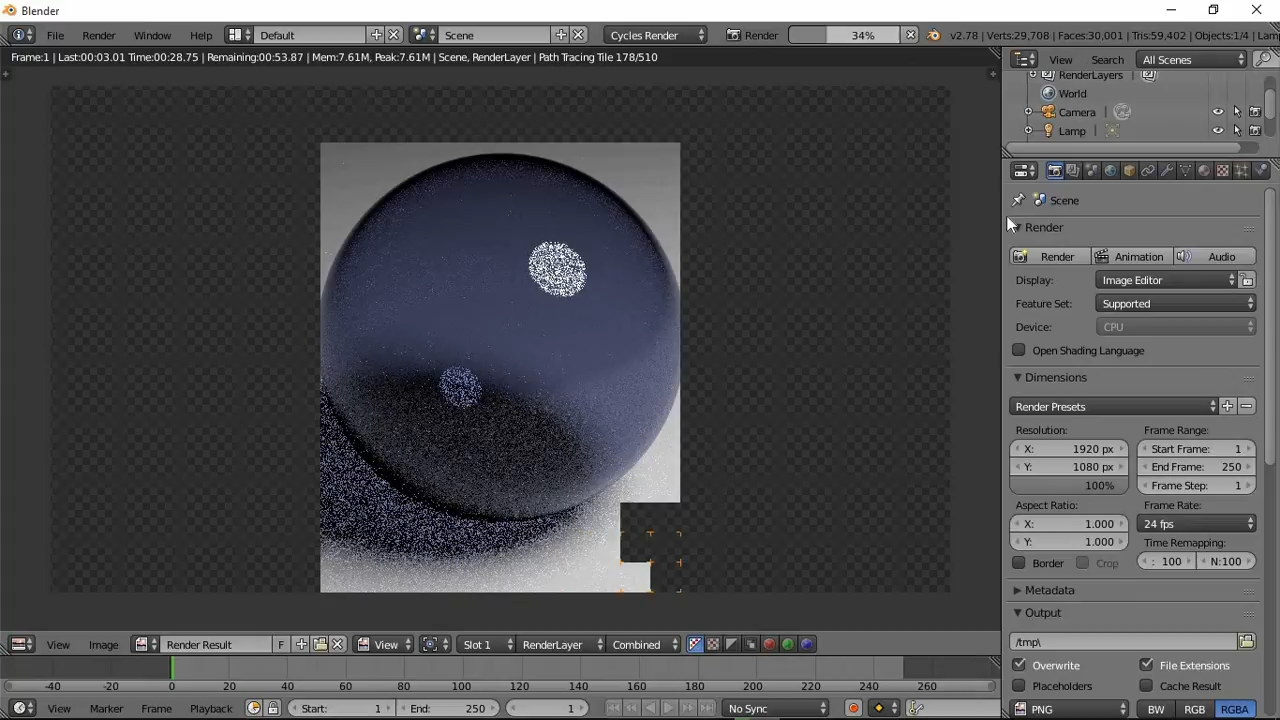 Blender
File Render Window Help Default Scene Cycles Render Render 34% v2.78 | Verts:29,708 | Faces:30,001 | Tris:59,402 | Objects:1/4 | Lam
Frame:1 | Last:00:03.01 Time:00:28.75 | Remaining:00:53.87 | Mem:7.61M, Peak:7.61M | Scene, RenderLayer | Path Tracing Tile 178/510
View Search All Scenes
RenderLayers
World
Camera
Lamp
Scene
Render
Render Animation Audio
Display: Image Editor
Feature Set: Supported
Device: CPU
Open Shading Language
Dimensions
Render Presets
Resolution: Frame Range:
X: 1920 px Start Frame: 1
Y: 1080 px End Frame: 250
100% Frame Step: 1
Aspect Ratio: Frame Rate:
X: 1.000 24 fps
Y: 1.000 Time Remapping:
Border Crop : 100 N:100
Metadata
Output
/tmp\
Overwrite File Extensions
Placeholders Cache Result
PNG BW RGB RGBA
View Image Render Result F View Slot 1 RenderLayer Combined
-40 -20 0 20 40 60 80 100 120 140 160 180 200 220 240 260
View Marker Frame Playback Start: 1 End: 250 1 No Sync